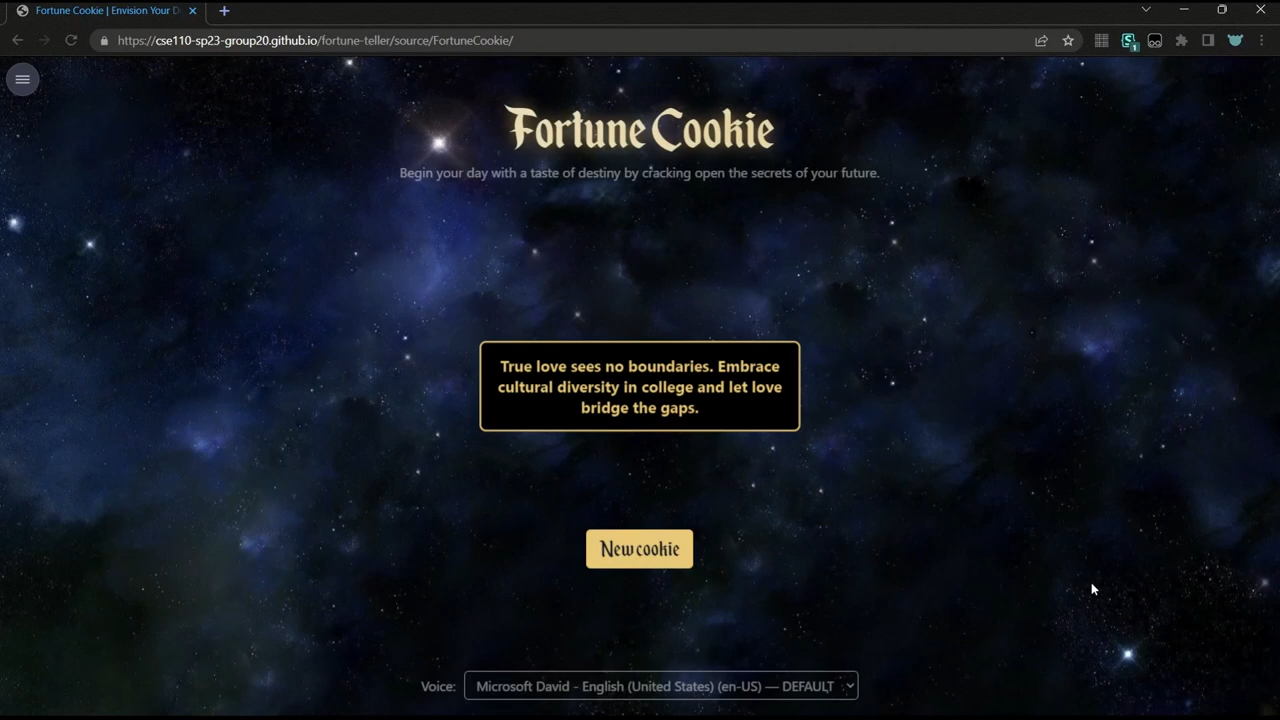 Fortune Cookie | Envision Your D
https://cse110-sp23-group20.github.io/fortune-teller/source/FortuneCookie/
1
Fortune Cookie
Begin your day with a taste of destiny by cracking open the secrets of your future.
True love sees no boundaries. Embrace
cultural diversity in college and let love
bridge the gaps.
New cookie
Voice: Microsoft David - English (United States) (en-US) — DEFAULT